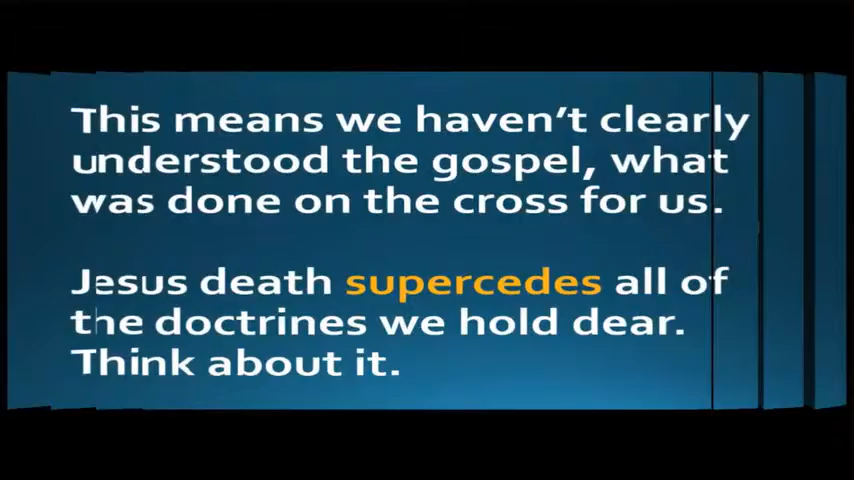 This means we haven't clearly
understood the gospel, what
was done on the cross for us.
Jesus death supercedes all of
the doctrines we hold dear.
Think about it.